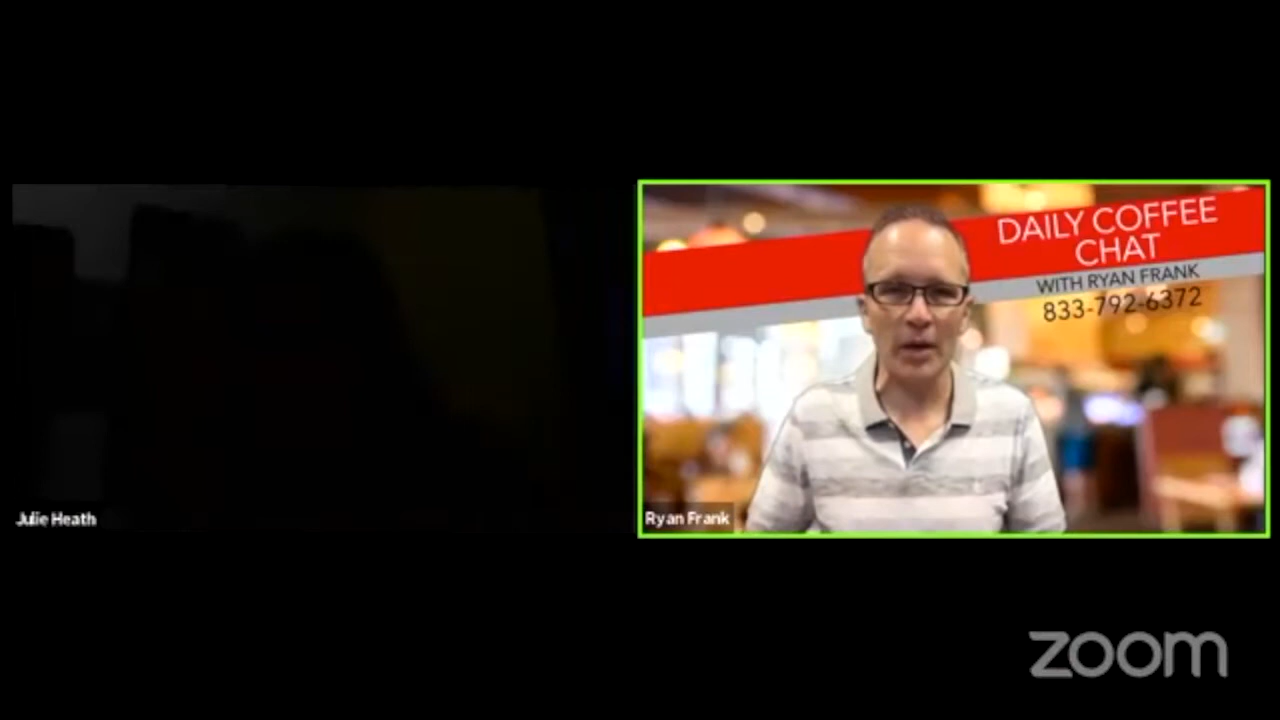 DAILY COFFEE
CHAT
WITH RYAN FRANK
833-792-6372
Julie Heath
Ryan Frank
zoom